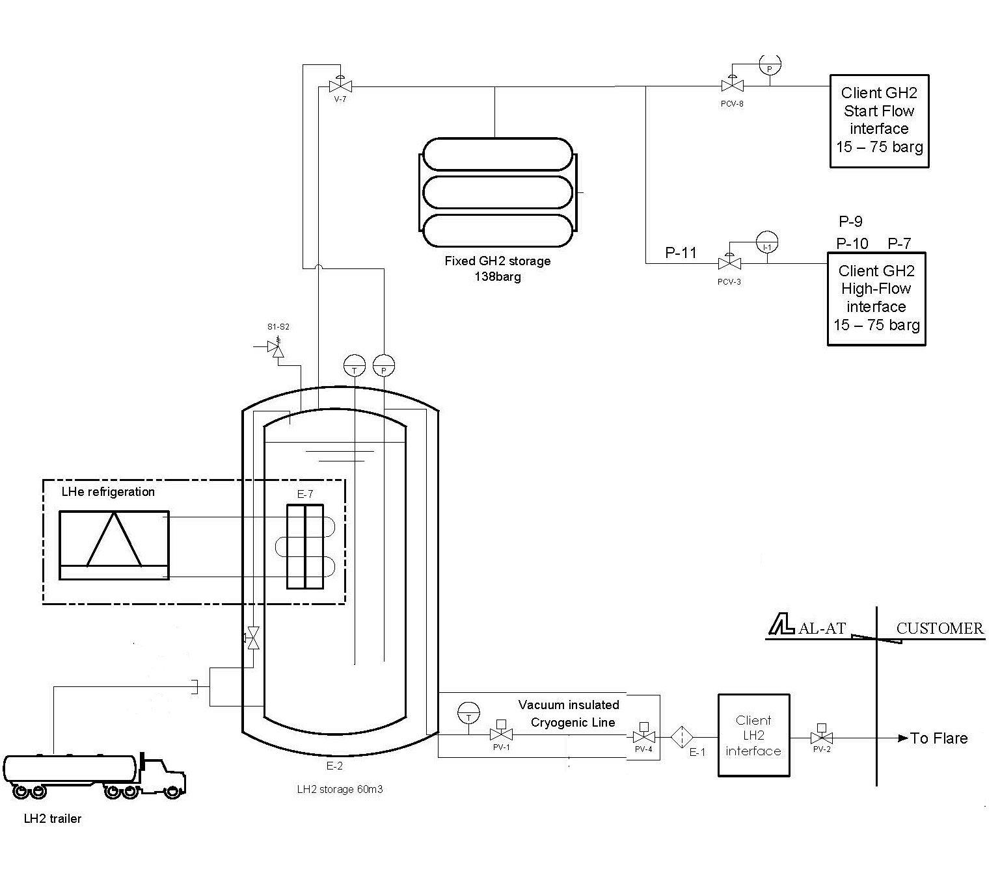 P
V-7
PCV-8
Client GH2
Start Flow
interface
15 – 75 barg
P-9
P-10
P-7
I-1
P-11
Fixed GH2 storage
138barg
PCV-3
Client GH2
High-Flow
interface
15 – 75 barg
S1-S2
T
P
LHe refrigeration
E-7
AL AL-AT
CUSTOMER
T
Vacuum insulated
Cryogenic Line
PV-1
PV-4
E-1
Client
LH2
interface
PV-2
To Flare
E-2
LH2 storage 60m3
LH2 trailer